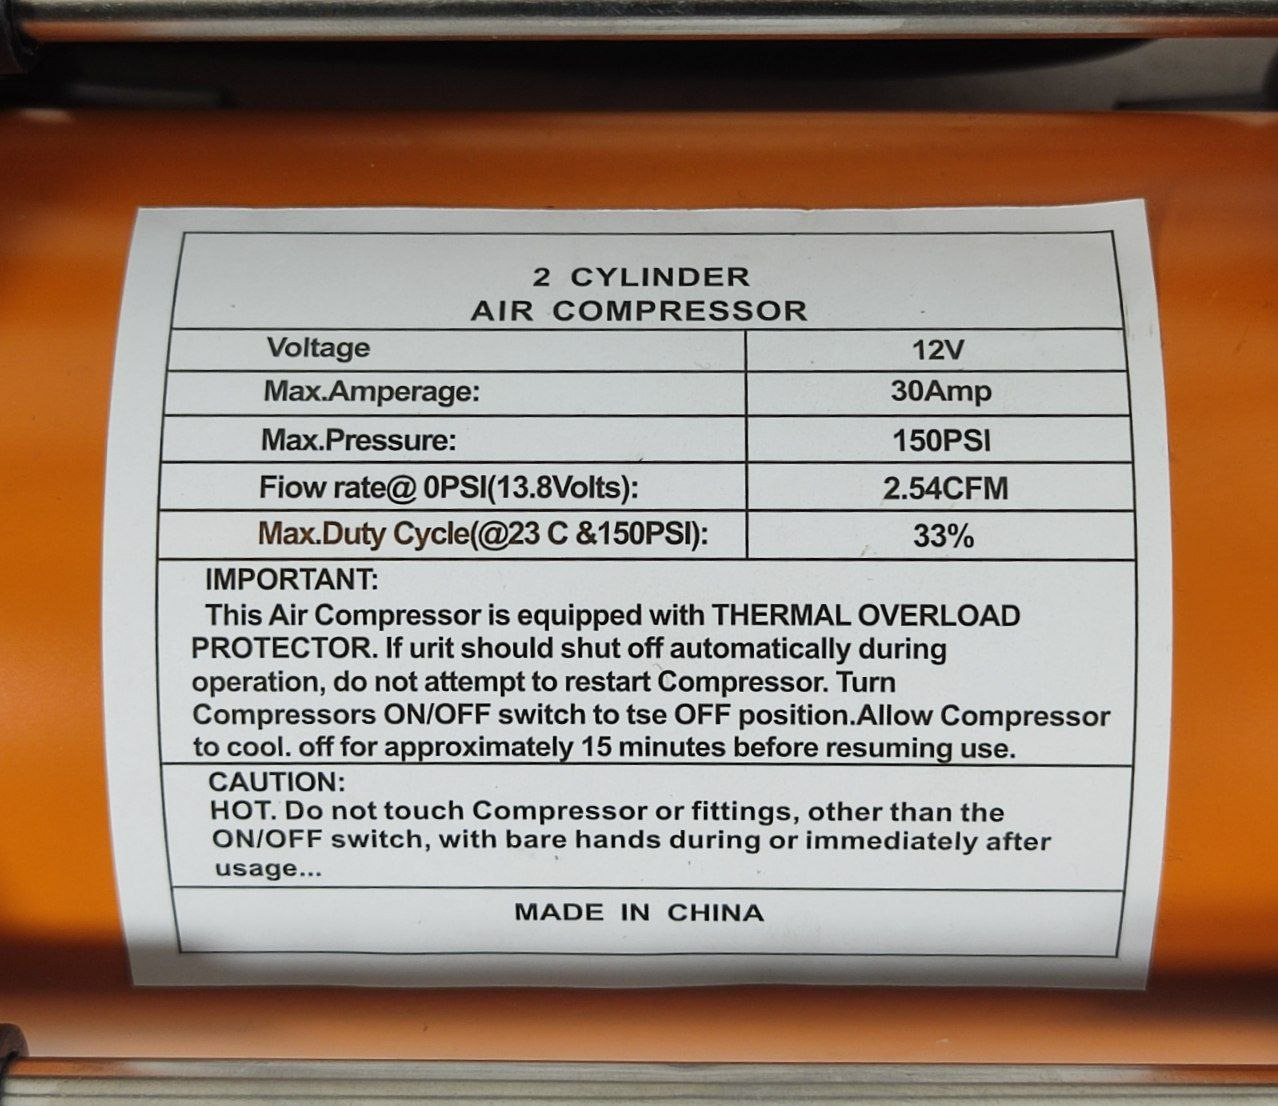 2 CYLINDER
AIR COMPRESSOR
Voltage 12V
Max.Amperage: 30Amp
Max.Pressure: 150PSI
Fiow rate@ 0PSI(13.8Volts): 2.54CFM
Max.Duty Cycle(@23 C &150PSI): 33%
IMPORTANT:
This Air Compressor is equipped with THERMAL OVERLOAD
PROTECTOR. If urit should shut off automatically during
operation, do not attempt to restart Compressor. Turn
Compressors ON/OFF switch to tse OFF position.Allow Compressor
to cool. off for approximately 15 minutes before resuming use.
CAUTION:
HOT. Do not touch Compressor or fittings, other than the
ON/OFF switch, with bare hands during or immediately after
usage...
MADE IN CHINA